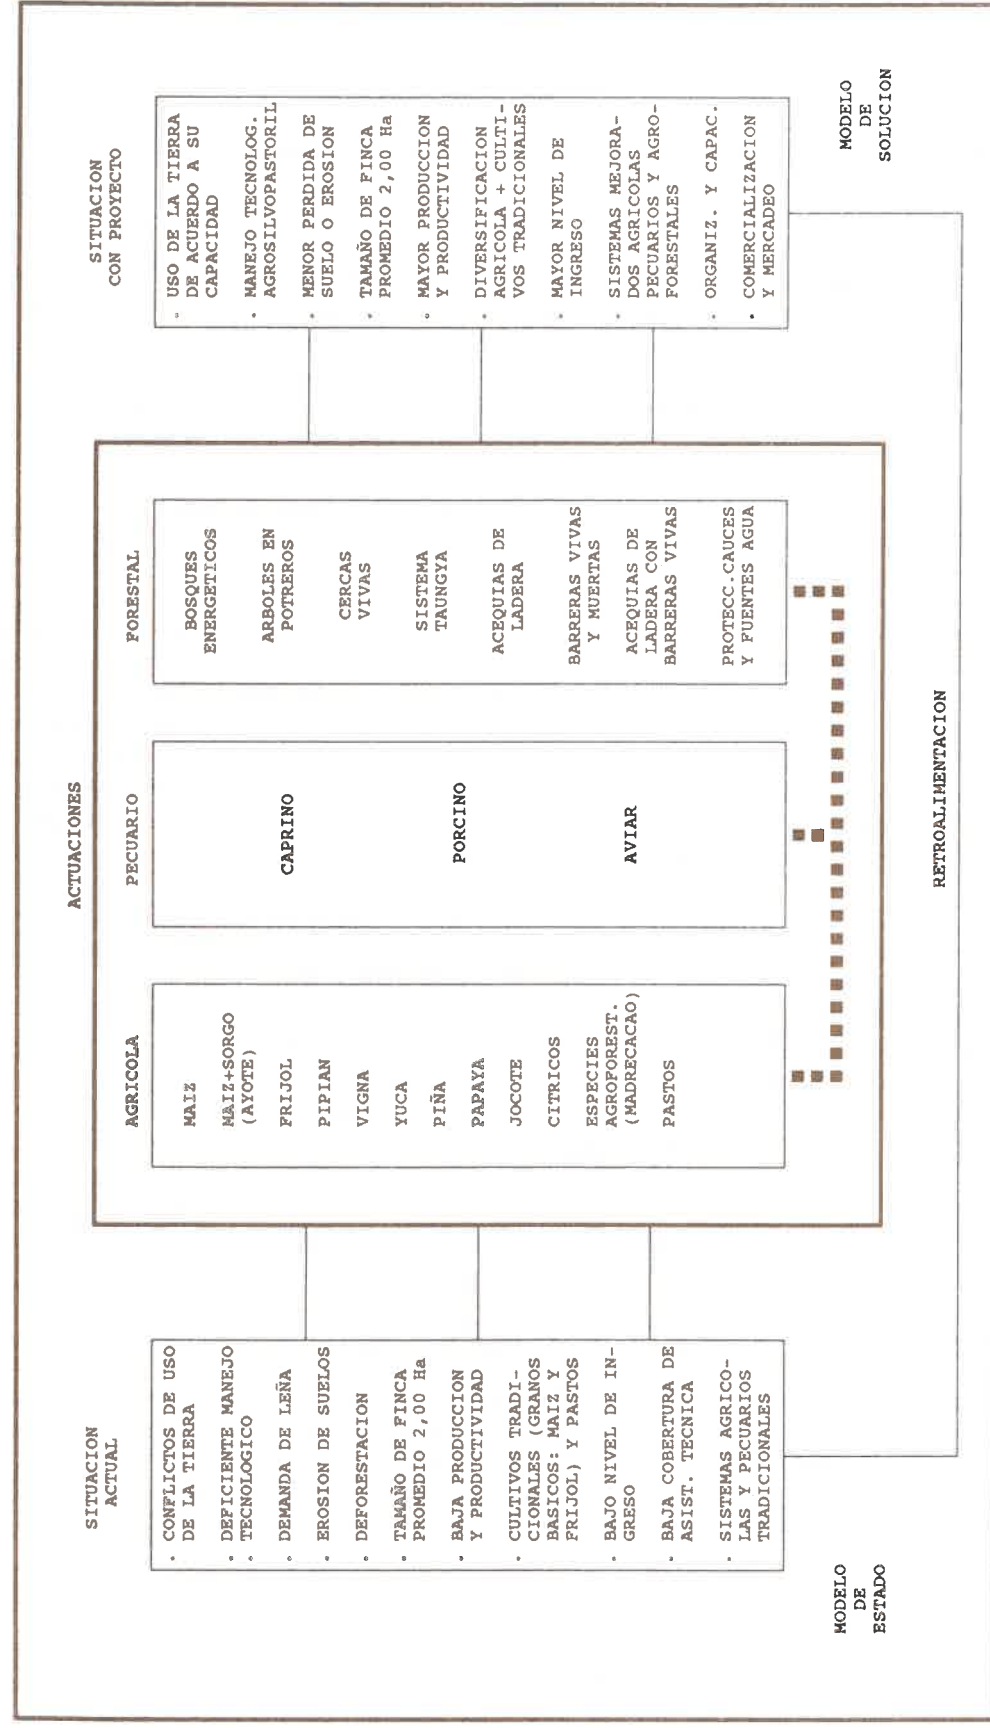 SITUACION
ACTUAL
· CONFLICTOS DE USO
DE LA TIERRA
· DEFICIENTE MANEJO
· TECNOLOGICO
· DEMANDA DE LEÑA
· EROSION DE SUELOS
· DEFORESTACION
· TAMAÑO DE FINCA
PROMEDIO 2,00 Ha
· BAJA PRODUCCION
Y PRODUCTIVIDAD
· CULTIVOS TRADI-
CIONALES (GRANOS
BASICOS: MAIZ Y
FRIJOL) Y PASTOS
· BAJO NIVEL DE IN-
GRESO
· BAJA COBERTURA DE
ASIST. TECNICA
· SISTEMAS AGRICO-
LAS Y PECUARIOS
TRADICIONALES
MODELO
DE
ESTADO
ACTUACIONES
AGRICOLA
MAIZ
MAIZ+SORGO
(AYOTE)
FRIJOL
PIPIAN
VIGNA
YUCA
PIÑA
PAPAYA
JOCOTE
CITRICOS
ESPECIES
AGROFOREST.
(MADRECACAO)
PASTOS
PECUARIO
CAPRINO
PORCINO
AVIAR
FORESTAL
BOSQUES
ENERGETICOS
ARBOLES EN
POTREROS
CERCAS
VIVAS
SISTEMA
TAUNGYA
ACEQUIAS DE
LADERA
BARRERAS VIVAS
Y MUERTAS
ACEQUIAS DE
LADERA CON
BARRERAS VIVAS
PROTECC.CAUCES
Y FUENTES AGUA
SITUACION
CON PROYECTO
· USO DE LA TIERRA
DE ACUERDO A SU
CAPACIDAD
· MANEJO TECNOLOG.
AGROSILVOPASTORIL
· MENOR PERDIDA DE
SUELO O EROSION
· TAMAÑO DE FINCA
PROMEDIO 2,00 Ha
· MAYOR PRODUCCION
Y PRODUCTIVIDAD
· DIVERSIFICACION
AGRICOLA + CULTI-
VOS TRADICIONALES
· MAYOR NIVEL DE
INGRESO
· SISTEMAS MEJORA-
DOS AGRICOLAS
PECUARIOS Y AGRO-
FORESTALES
· ORGANIZ. Y CAPAC.
· COMERCIALIZACION
Y MERCADEO
MODELO
DE
SOLUCION
RETROALIMENTACION